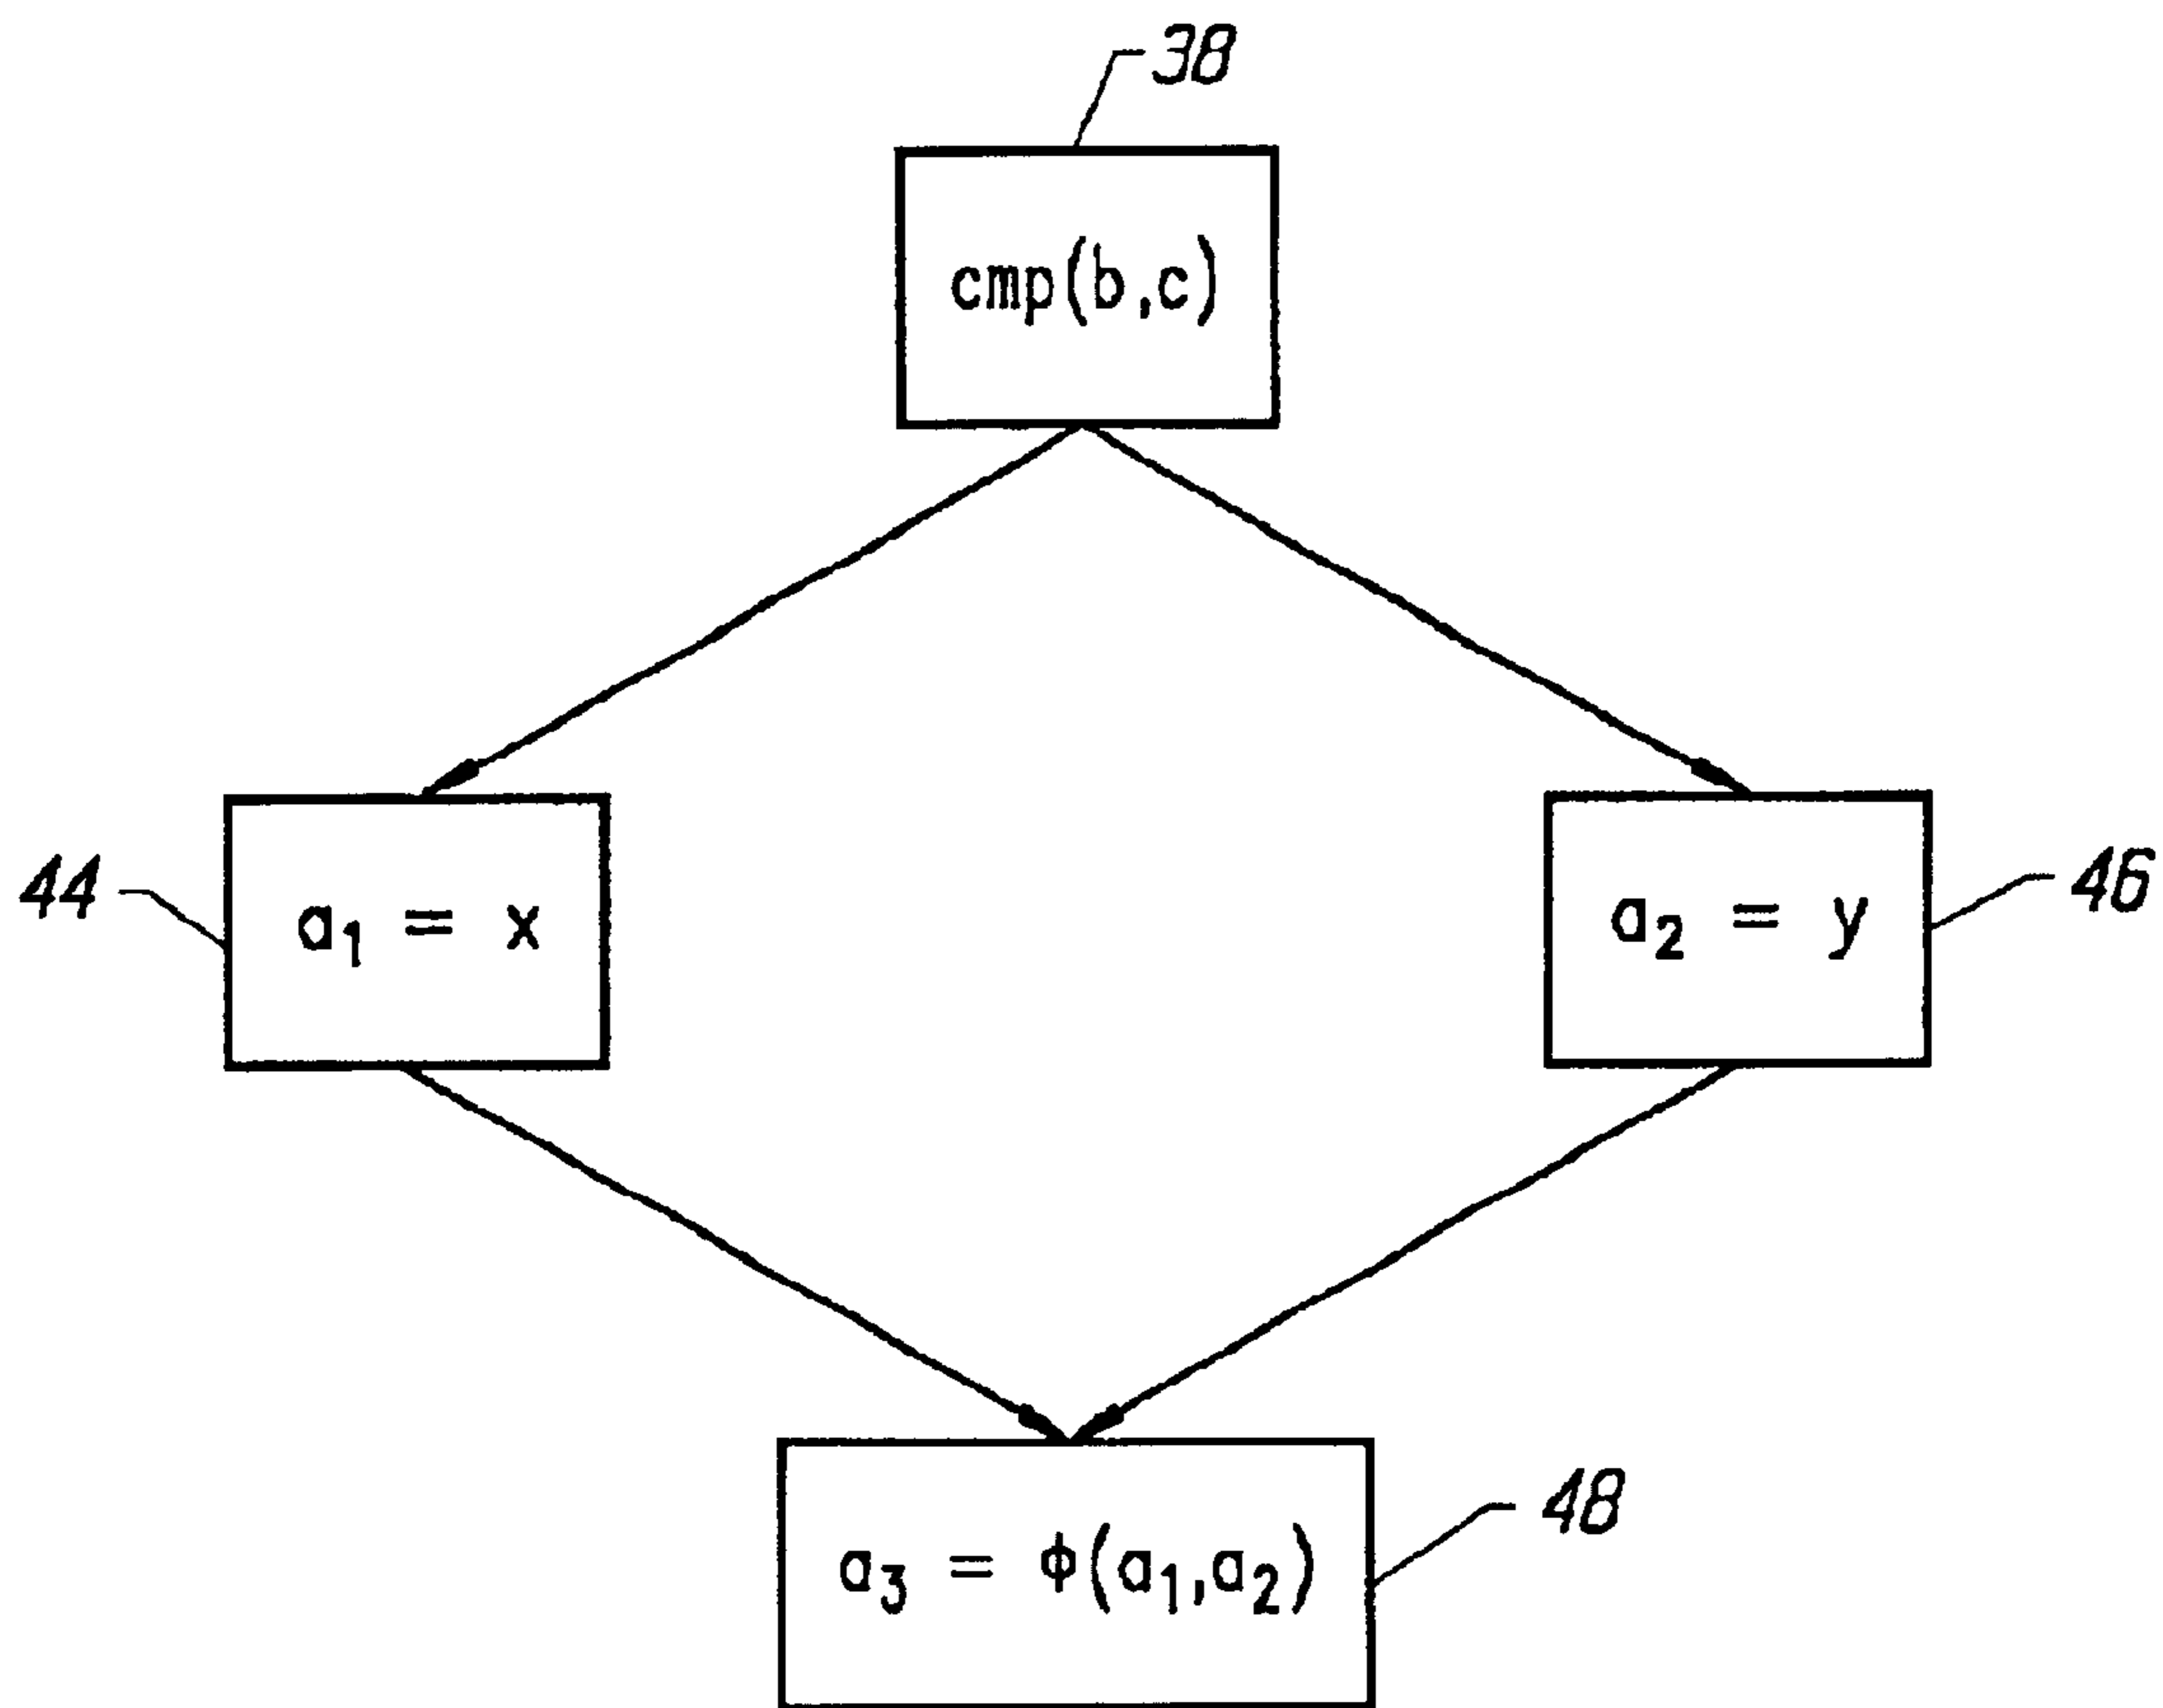 38
cmp(b,c)
44
a₁ = x
a₂ = y
46
a₃ = ϕ(a₁,a₂)
48